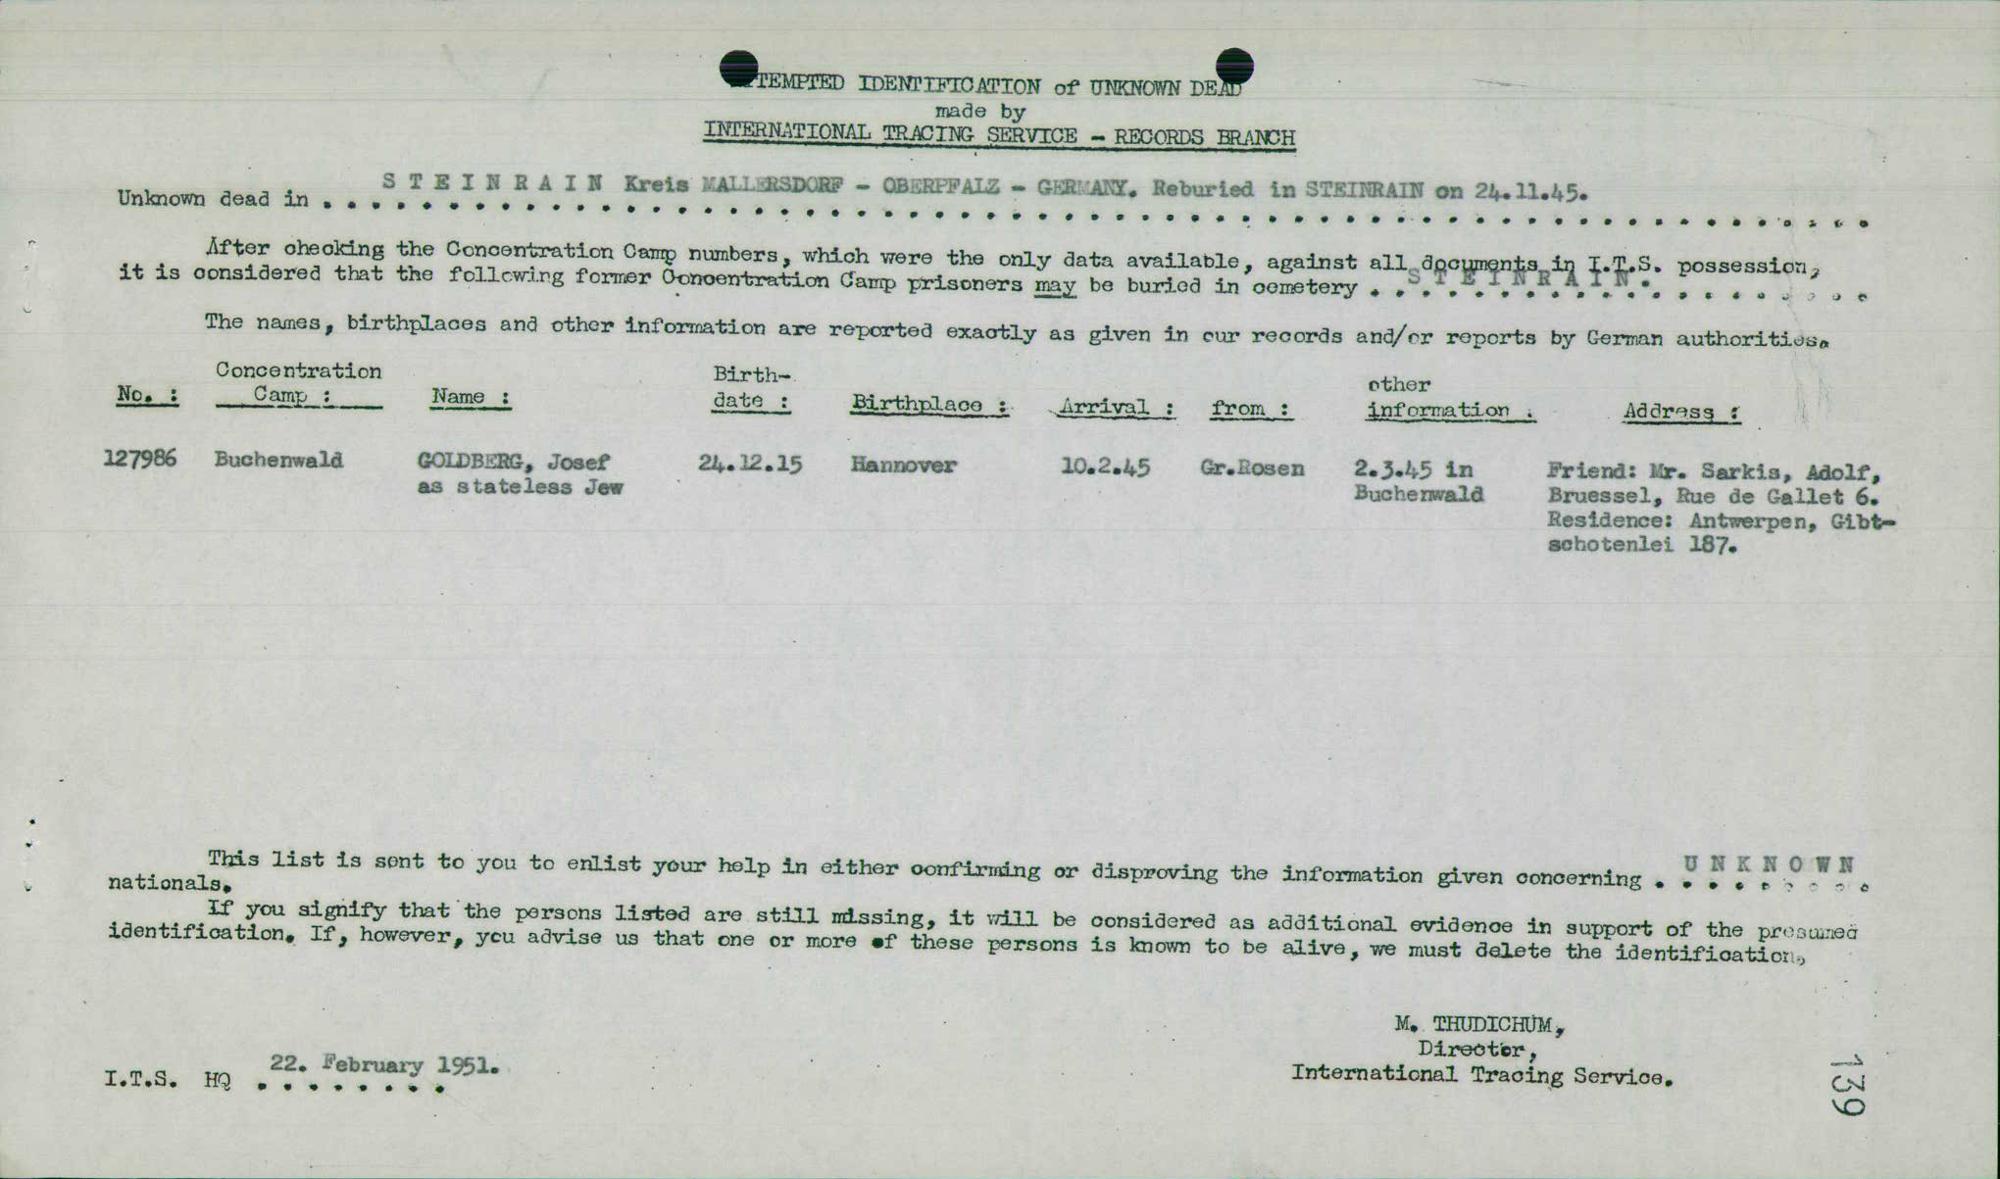 TEMPTED IDENTIFICATION of UNKNOWN DEAD
made by
INTERNATIONAL TRACING SERVICE - RECORDS BRANCH
Unknown dead in . . . S T E I N R A I N Kreis MALLERSDORF - OBERPFALZ - GERMANY. Reburied in STEINRAIN on 24.11.45.
After checking the Concentration Camp numbers, which were the only data available, against all documents in I.T.S. possession,
it is considered that the following former Concentration Camp prisoners may be buried in cemetery . . S T E I N R A I N.
The names, birthplaces and other information are reported exactly as given in our records and/or reports by German authorities.
No. : Concentration Camp : Name : Birth-date : Birthplace : Arrival : from : other information : Address :
127986 Buchenwald GOLDBERG, Josef 24.12.15 Hannover 10.2.45 Gr.Rosen 2.3.45 in Friend: Mr. Sarkis, Adolf,
as stateless Jew Buchenwald Bruessel, Rue de Gallet 6.
Residence: Antwerpen, Gibt-
schotenlei 187.
This list is sent to you to enlist your help in either confirming or disproving the information given concerning . U N K N O W N
nationals.
If you signify that the persons listed are still missing, it will be considered as additional evidence in support of the presumed
identification. If, however, you advise us that one or more of these persons is known to be alive, we must delete the identification.
M. THUDICHUM,
Director,
International Tracing Service.
I.T.S. HQ 22. February 1951.
139